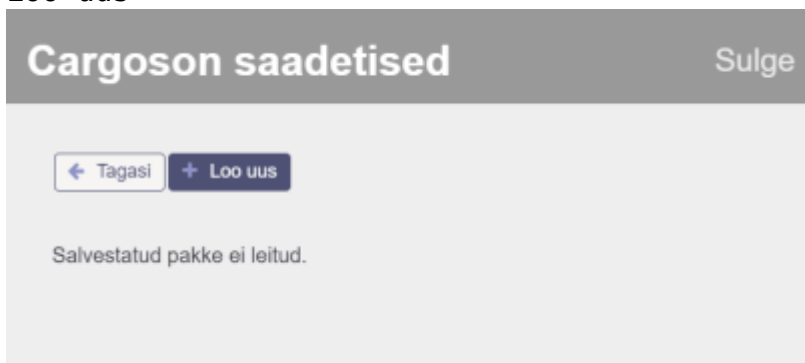 Cargoson saadetised
Sulge
← Tagasi
+ Loo uus
Salvestatud pakke ei leitud.